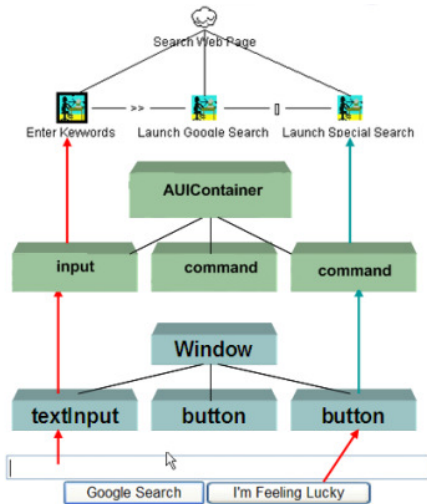 Search Web Page
>> []
Enter Keywords Launch Google Search Launch Special Search
AUIContainer
input command command
Window
textInput button button
Google Search I'm Feeling Lucky